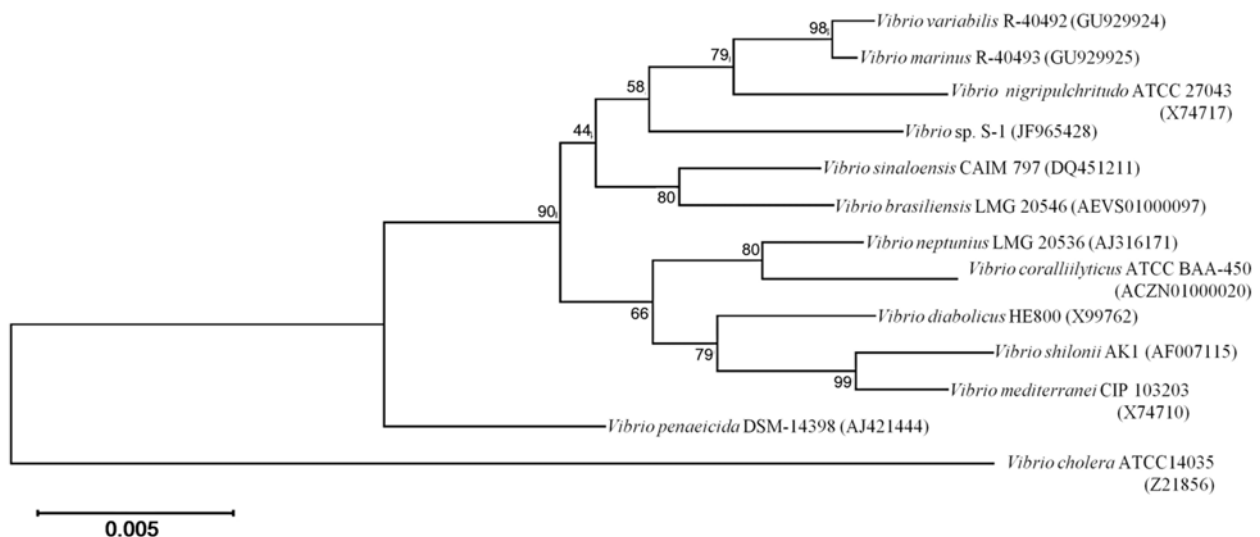 98
Vibrio variabilis R-40492 (GU929924)
Vibrio marinus R-40493 (GU929925)
79
Vibrio nigripulchritudo ATCC 27043
(X74717)
58
Vibrio sp. S-1 (JF965428)
44
Vibrio sinaloensis CAIM 797 (DQ451211)
80
Vibrio brasiliensis LMG 20546 (AEVS01000097)
90
Vibrio neptunius LMG 20536 (AJ316171)
80
Vibrio coralliilyticus ATCC BAA-450
(ACZN01000020)
66
Vibrio diabolicus HE800 (X99762)
79
Vibrio shilonii AK1 (AF007115)
99
Vibrio mediterranei CIP 103203
(X74710)
Vibrio penaeicida DSM-14398 (AJ421444)
Vibrio cholera ATCC14035
(Z21856)
0.005